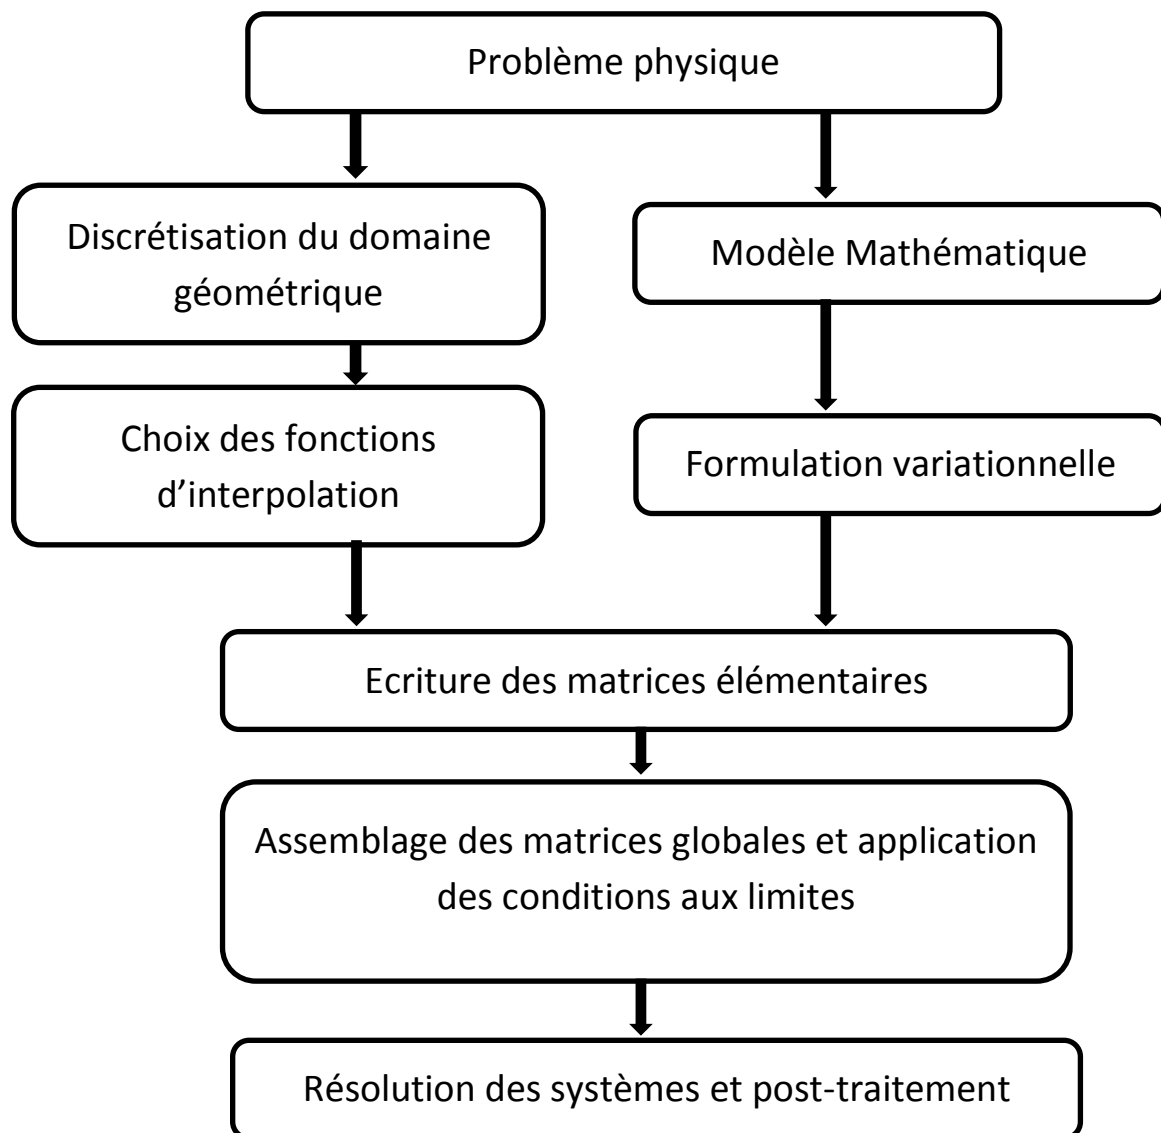 Problème physique
Discrétisation du domaine
géométrique
Modèle Mathématique
Choix des fonctions
d’interpolation
Formulation variationnelle
Ecriture des matrices élémentaires
Assemblage des matrices globales et application
des conditions aux limites
Résolution des systèmes et post-traitement